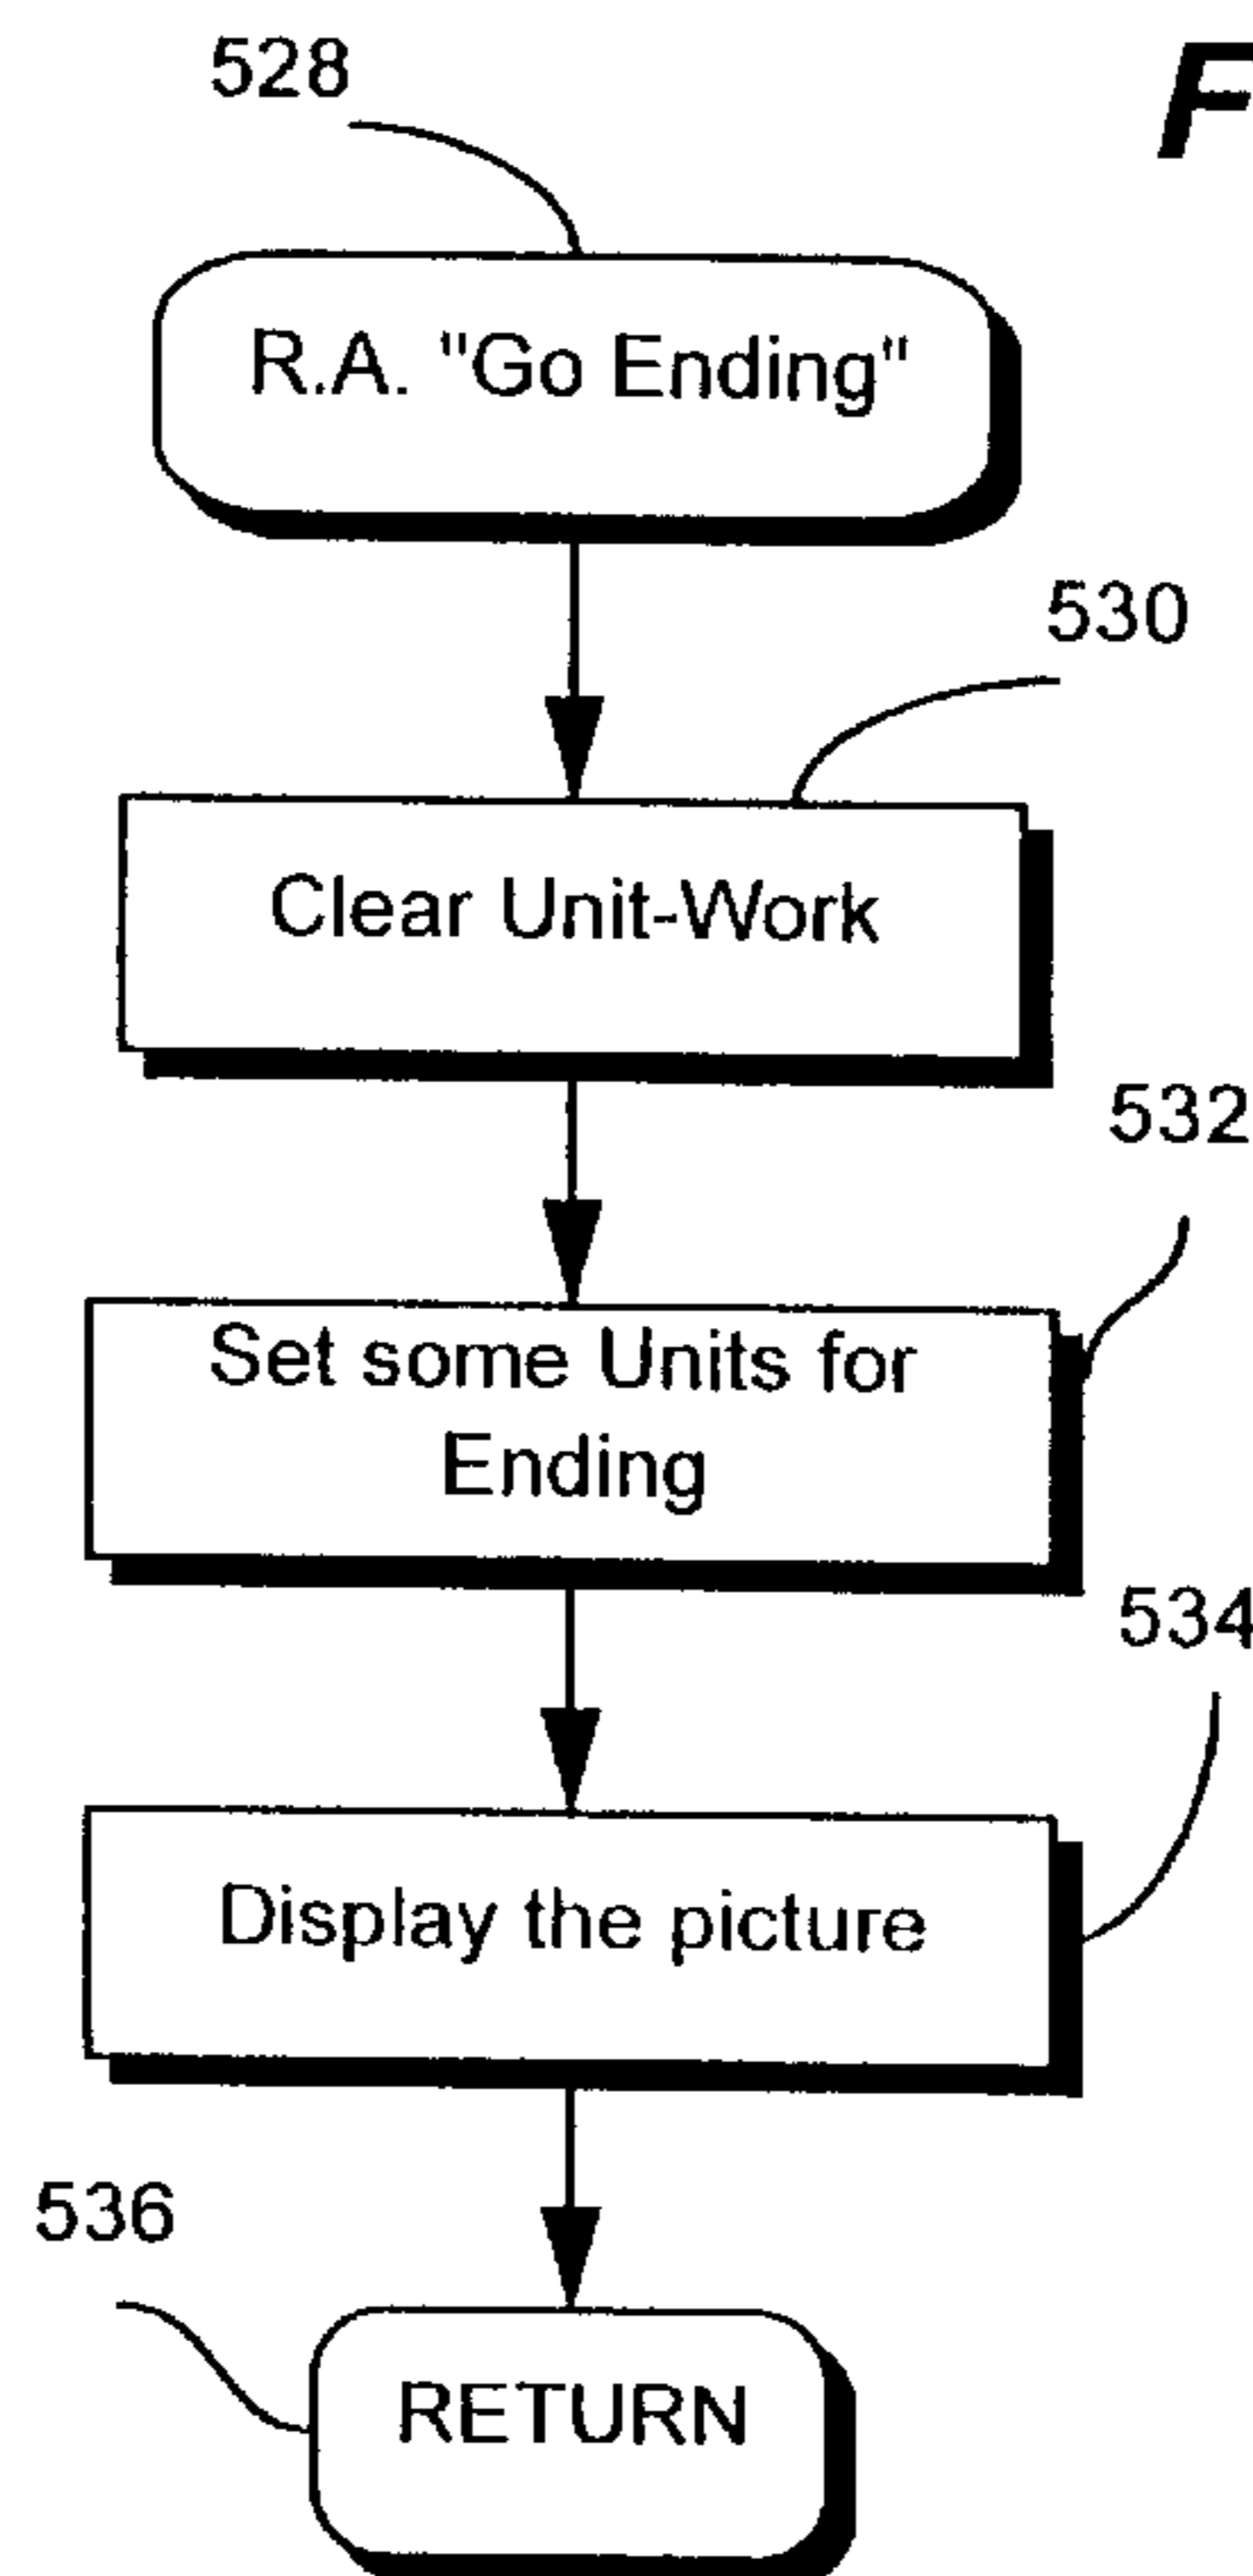 528
F
R.A. "Go Ending"
530
Clear Unit-Work
532
Set some Units for
Ending
534
Display the picture
536
RETURN